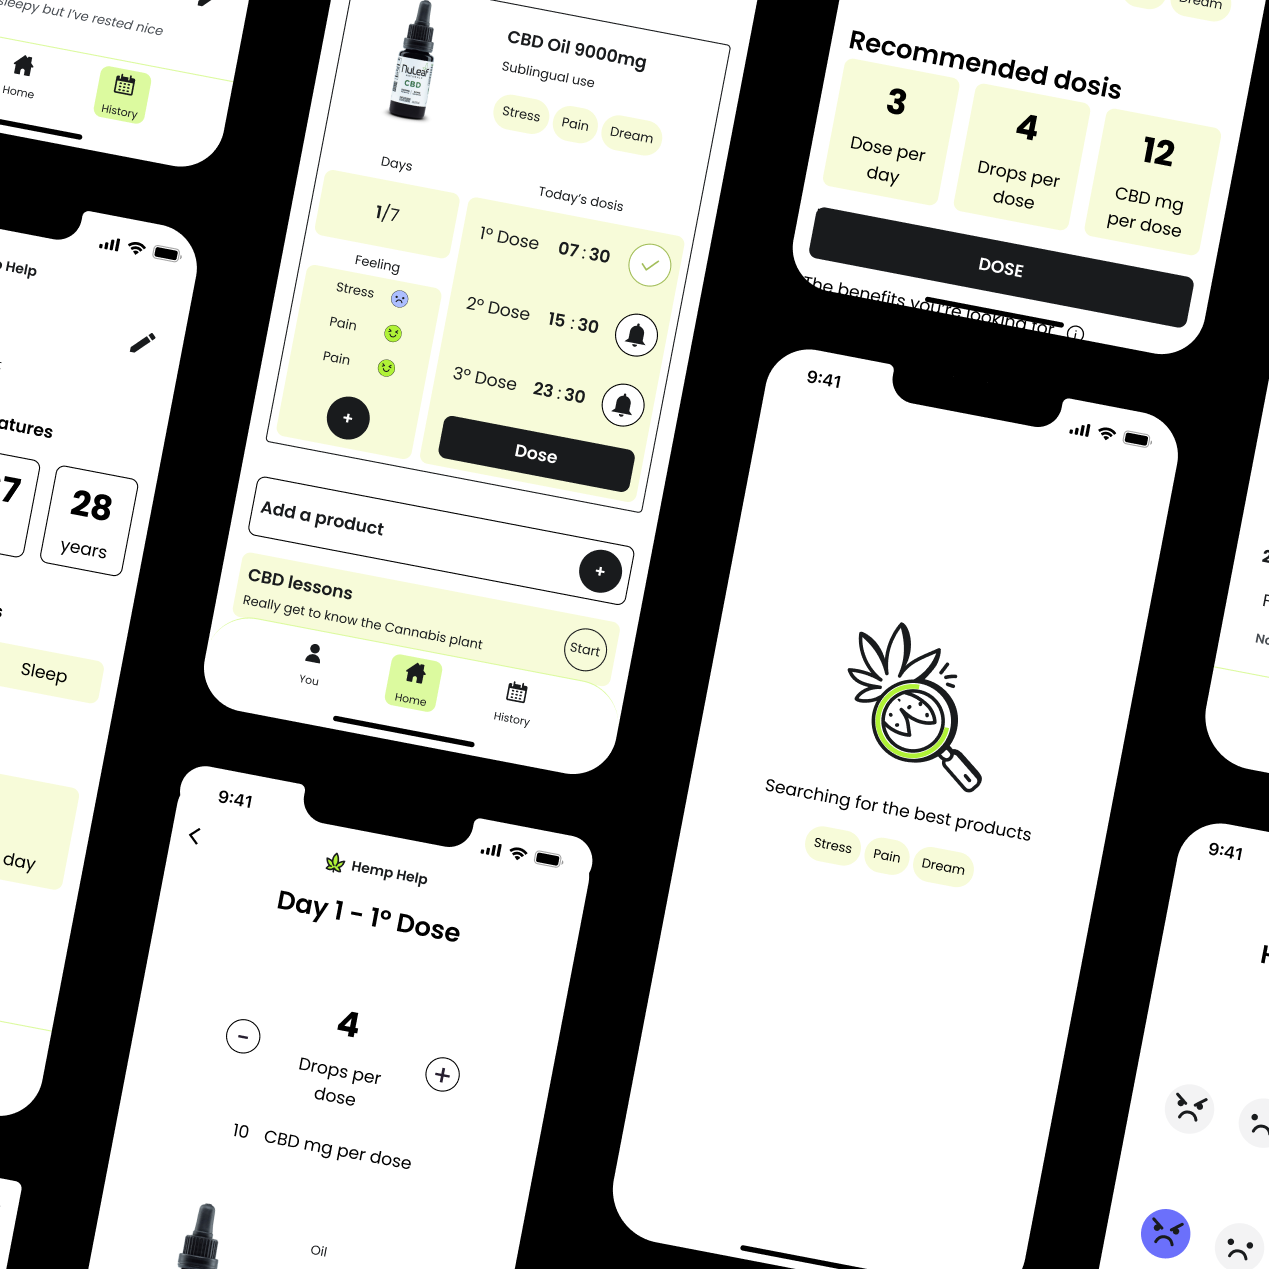 sleepy but I've rested nice
Home
History
CBD Oil 9000mg
Sublingual use
NuLeaf
CBD
Stress
Pain
Dream
Days
1/7
Today's dosis
1º Dose 07:30
2º Dose 15:30
3º Dose 23:30
Dose
Feeling
Stress
Pain
Pain
+
Add a product
+
CBD lessons
Really get to know the Cannabis plant
Start
You
Home
History
Dream
Recommended dosis
3
Dose per
day
4
Drops per
dose
12
CBD mg
per dose
DOSE
The benefits you're looking for
i
Help
atures
7
28
years
s
Sleep
day
9:41
Hemp Help
Day 1 - 1º Dose
-
4
+
Drops per
dose
10 CBD mg per dose
Oil
9:41
Searching for the best products
Stress
Pain
Dream
2
F
No
9:41
H